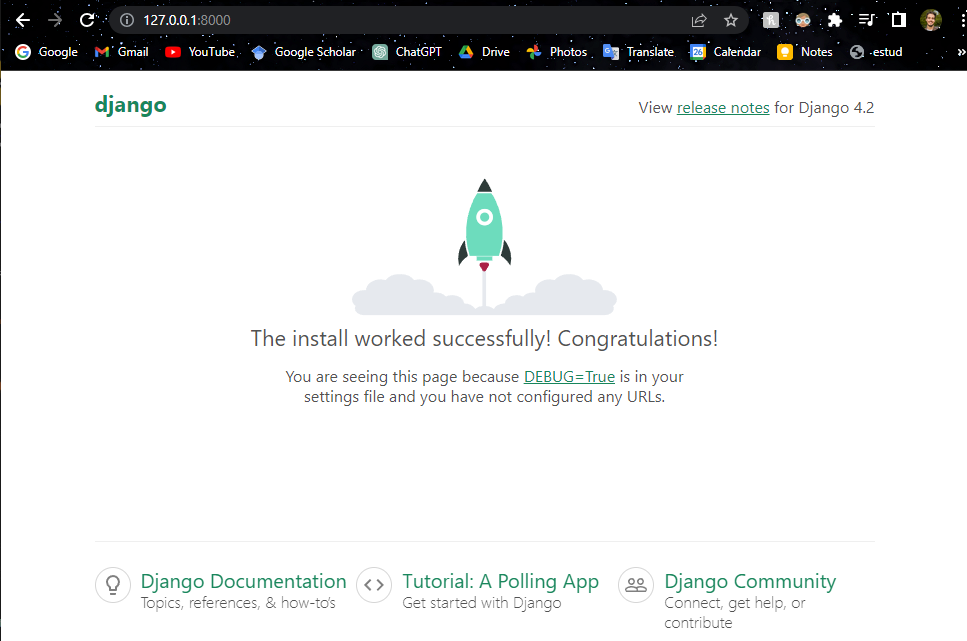 127.0.0.1:8000
Google Gmail YouTube Google Scholar ChatGPT Drive Photos Translate Calendar Notes -estud »
django
View release notes for Django 4.2
The install worked successfully! Congratulations!
You are seeing this page because DEBUG=True is in your
settings file and you have not configured any URLs.
Django Documentation
Topics, references, & how-to's
Tutorial: A Polling App
Get started with Django
Django Community
Connect, get help, or
contribute